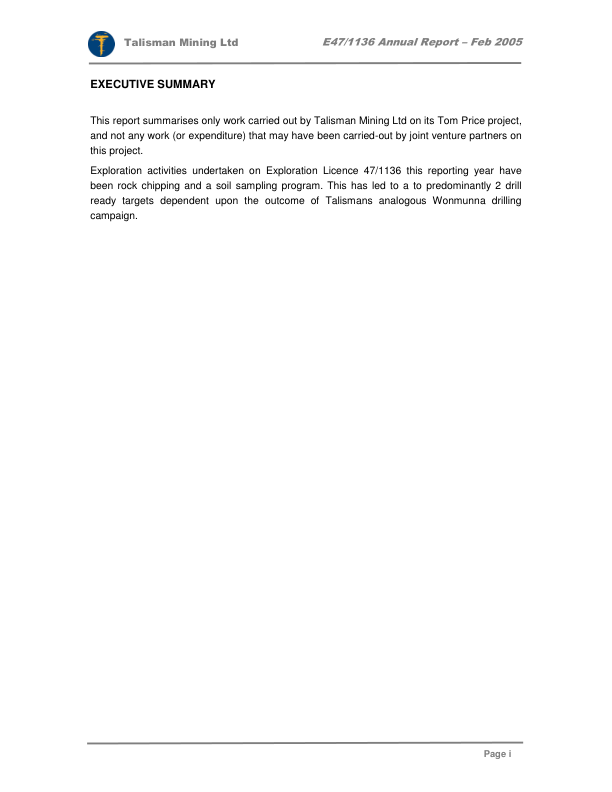 Talisman Mining Ltd
E47/1136 Annual Report – Feb 2005
EXECUTIVE SUMMARY
This report summarises only work carried out by Talisman Mining Ltd on its Tom Price project,
and not any work (or expenditure) that may have been carried-out by joint venture partners on
this project.
Exploration activities undertaken on Exploration Licence 47/1136 this reporting year have
been rock chipping and a soil sampling program. This has led to a to predominantly 2 drill
ready targets dependent upon the outcome of Talismans analogous Wonmunna drilling
campaign.
Page i